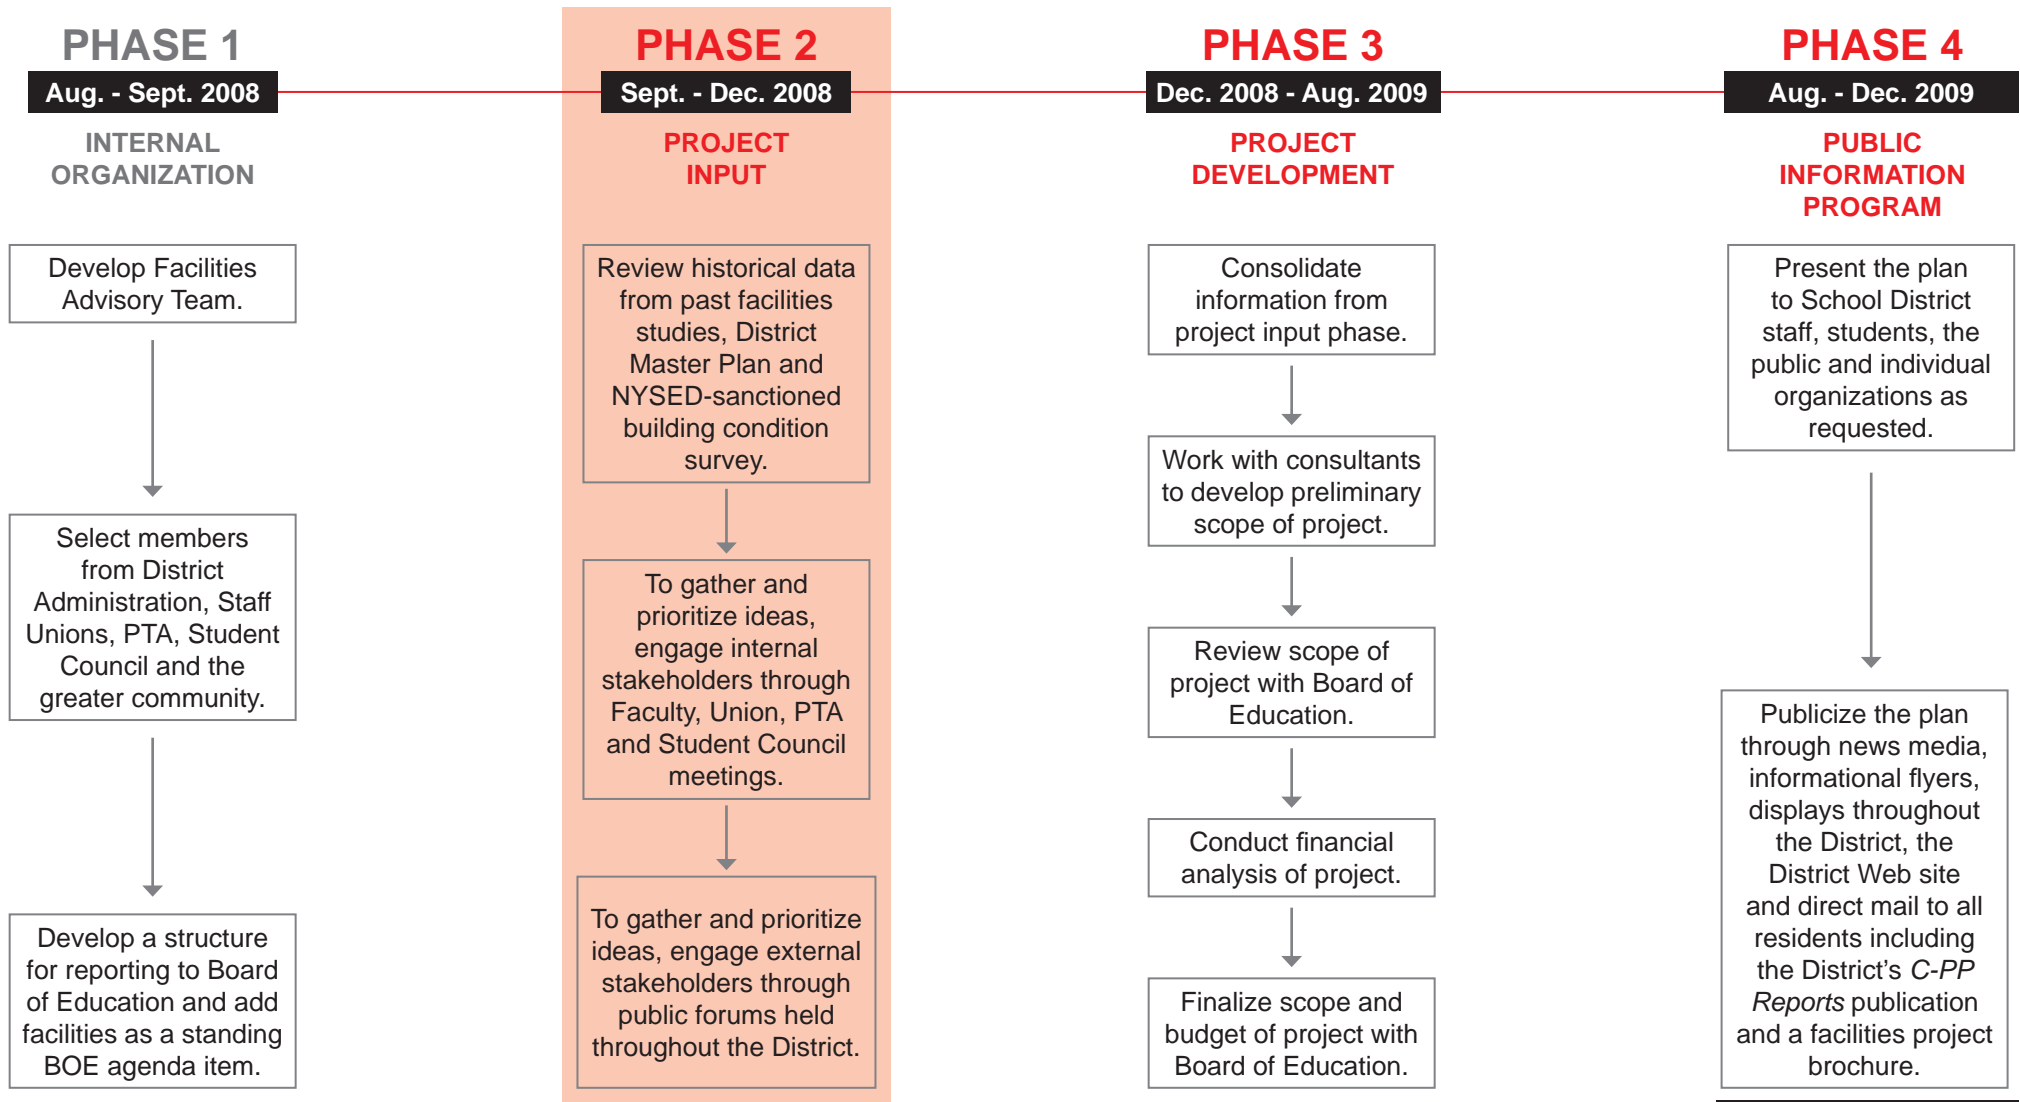 PHASE 1
Aug. - Sept. 2008
INTERNAL
ORGANIZATION
Develop Facilities
Advisory Team.
Select members
from District
Administration, Staff
Unions, PTA, Student
Council and the
greater community.
Develop a structure
for reporting to Board
of Education and add
facilities as a standing
BOE agenda item.
PHASE 2
Sept. - Dec. 2008
PROJECT
INPUT
Review historical data
from past facilities
studies, District
Master Plan and
NYSED-sanctioned
building condition
survey.
To gather and
prioritize ideas,
engage internal
stakeholders through
Faculty, Union, PTA
and Student Council
meetings.
To gather and prioritize
ideas, engage external
stakeholders through
public forums held
throughout the District.
PHASE 3
Dec. 2008 - Aug. 2009
PROJECT
DEVELOPMENT
Consolidate
information from
project input phase.
Work with consultants
to develop preliminary
scope of project.
Review scope of
project with Board of
Education.
Conduct financial
analysis of project.
Finalize scope and
budget of project with
Board of Education.
PHASE 4
Aug. - Dec. 2009
PUBLIC
INFORMATION
PROGRAM
Present the plan
to School District
staff, students, the
public and individual
organizations as
requested.
Publicize the plan
through news media,
informational flyers,
displays throughout
the District, the
District Web site
and direct mail to all
residents including
the District’s C-PP
Reports publication
and a facilities project
brochure.